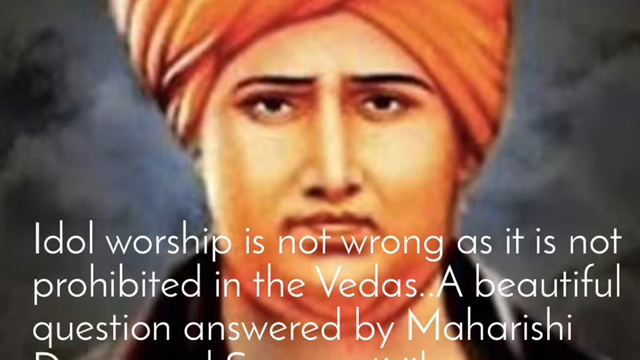 Idol worship is not wrong as it is not
prohibited in the Vedas..A beautiful
question answered by Maharishi